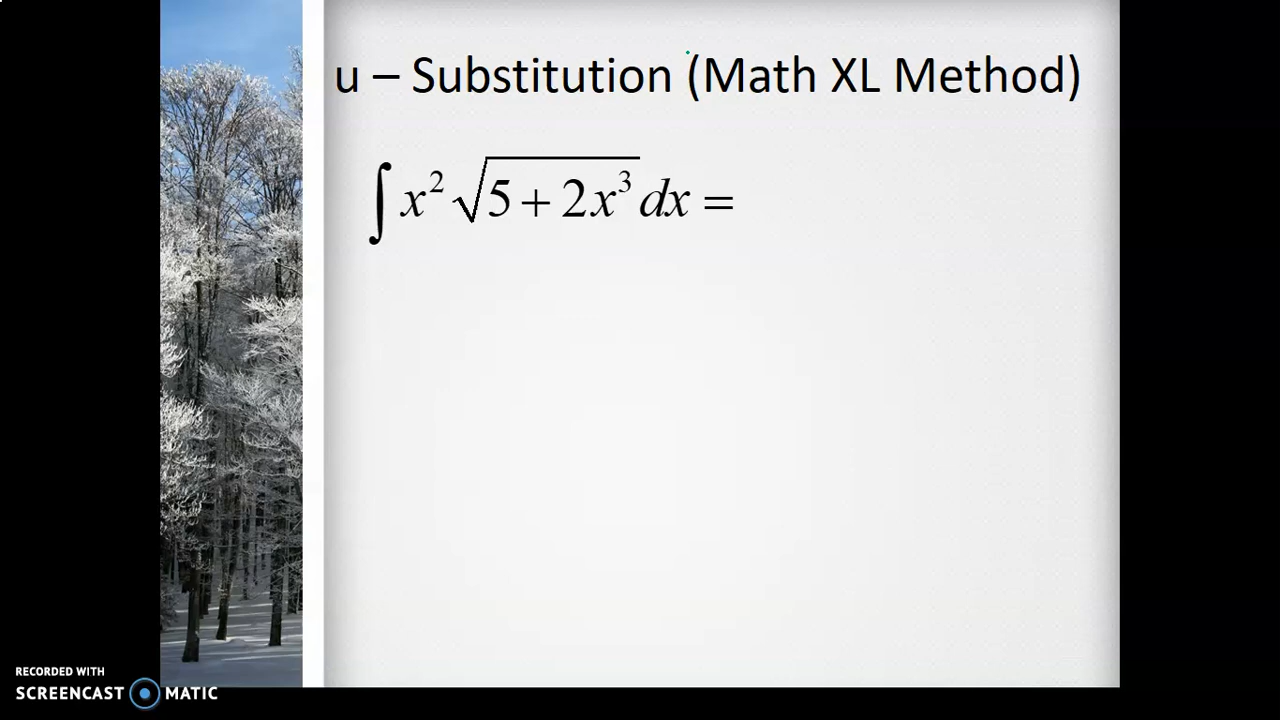 u – Substitution (Math XL Method)
∫ x² √(5 + 2x³) dx =
RECORDED WITH
SCREENCAST MATIC